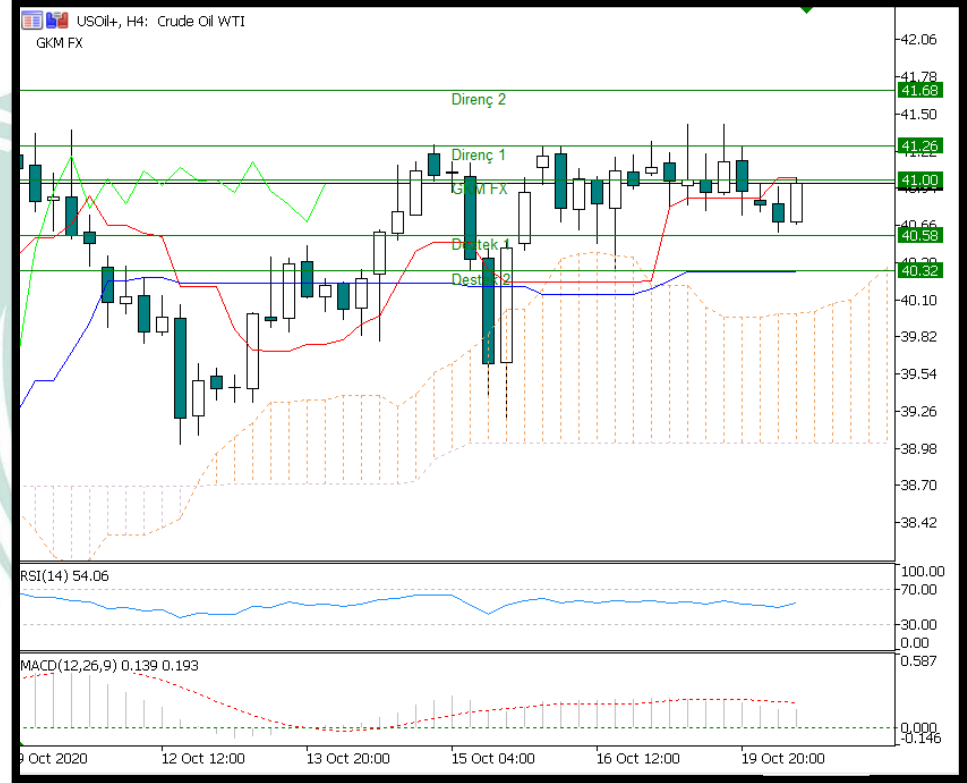 USOil+, H4: Crude Oil WTI
GKM FX
42.06
41.78
41.68
Direnç 2
41.50
41.26
41.22
Direnç 1
41.00
GKM FX
40.66
40.58
Destek 1
40.32
Destek 2
40.10
39.82
39.54
39.26
38.98
38.70
38.42
RSI(14) 54.06
100.00
70.00
30.00
0.00
MACD(12,26,9) 0.139 0.193
0.587
0.000
-0.146
9 Oct 2020
12 Oct 12:00
13 Oct 20:00
15 Oct 04:00
16 Oct 12:00
19 Oct 20:00